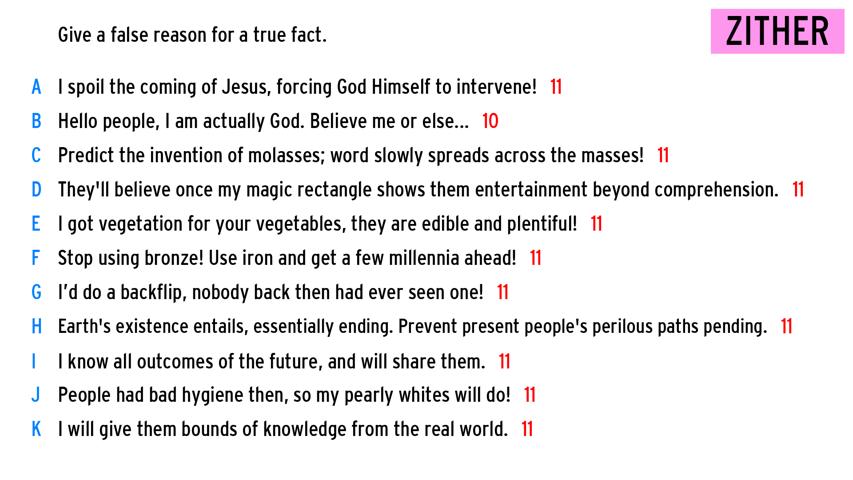 Give a false reason for a true fact.
ZITHER
A I spoil the coming of Jesus, forcing God Himself to intervene! 11
B Hello people, I am actually God. Believe me or else... 10
C Predict the invention of molasses; word slowly spreads across the masses! 11
D They'll believe once my magic rectangle shows them entertainment beyond comprehension. 11
E I got vegetation for your vegetables, they are edible and plentiful! 11
F Stop using bronze! Use iron and get a few millennia ahead! 11
G I'd do a backflip, nobody back then had ever seen one! 11
H Earth's existence entails, essentially ending. Prevent present people's perilous paths pending. 11
I I know all outcomes of the future, and will share them. 11
J People had bad hygiene then, so my pearly whites will do! 11
K I will give them bounds of knowledge from the real world. 11